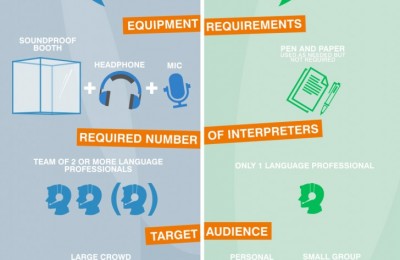 EQUIPMENT REQUIREMENTS
SOUNDPROOF
BOOTH
HEADPHONE
MIC
PEN AND PAPER
USED AS NEEDED BUT
NOT REQUIRED
REQUIRED NUMBER OF INTERPRETERS
TEAM OF 2 OR MORE LANGUAGE
PROFESSIONALS
ONLY 1 LANGUAGE PROFESSIONAL
TARGET AUDIENCE
LARGE CROWD
PERSONAL
SMALL GROUP